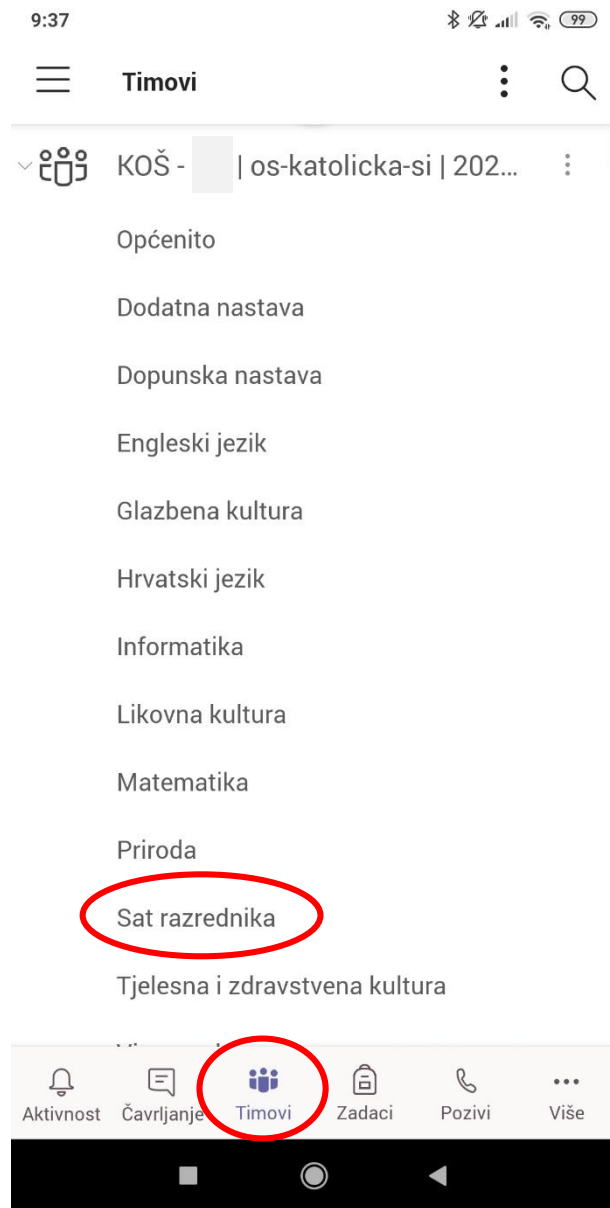 9:37
99
Timovi
KOŠ - | os-katolicka-si | 202...
Općenito
Dodatna nastava
Dopunska nastava
Engleski jezik
Glazbena kultura
Hrvatski jezik
Informatika
Likovna kultura
Matematika
Priroda
Sat razrednika
Tjelesna i zdravstvena kultura
Aktivnost Čavrljanje Timovi Zadaci Pozivi Više